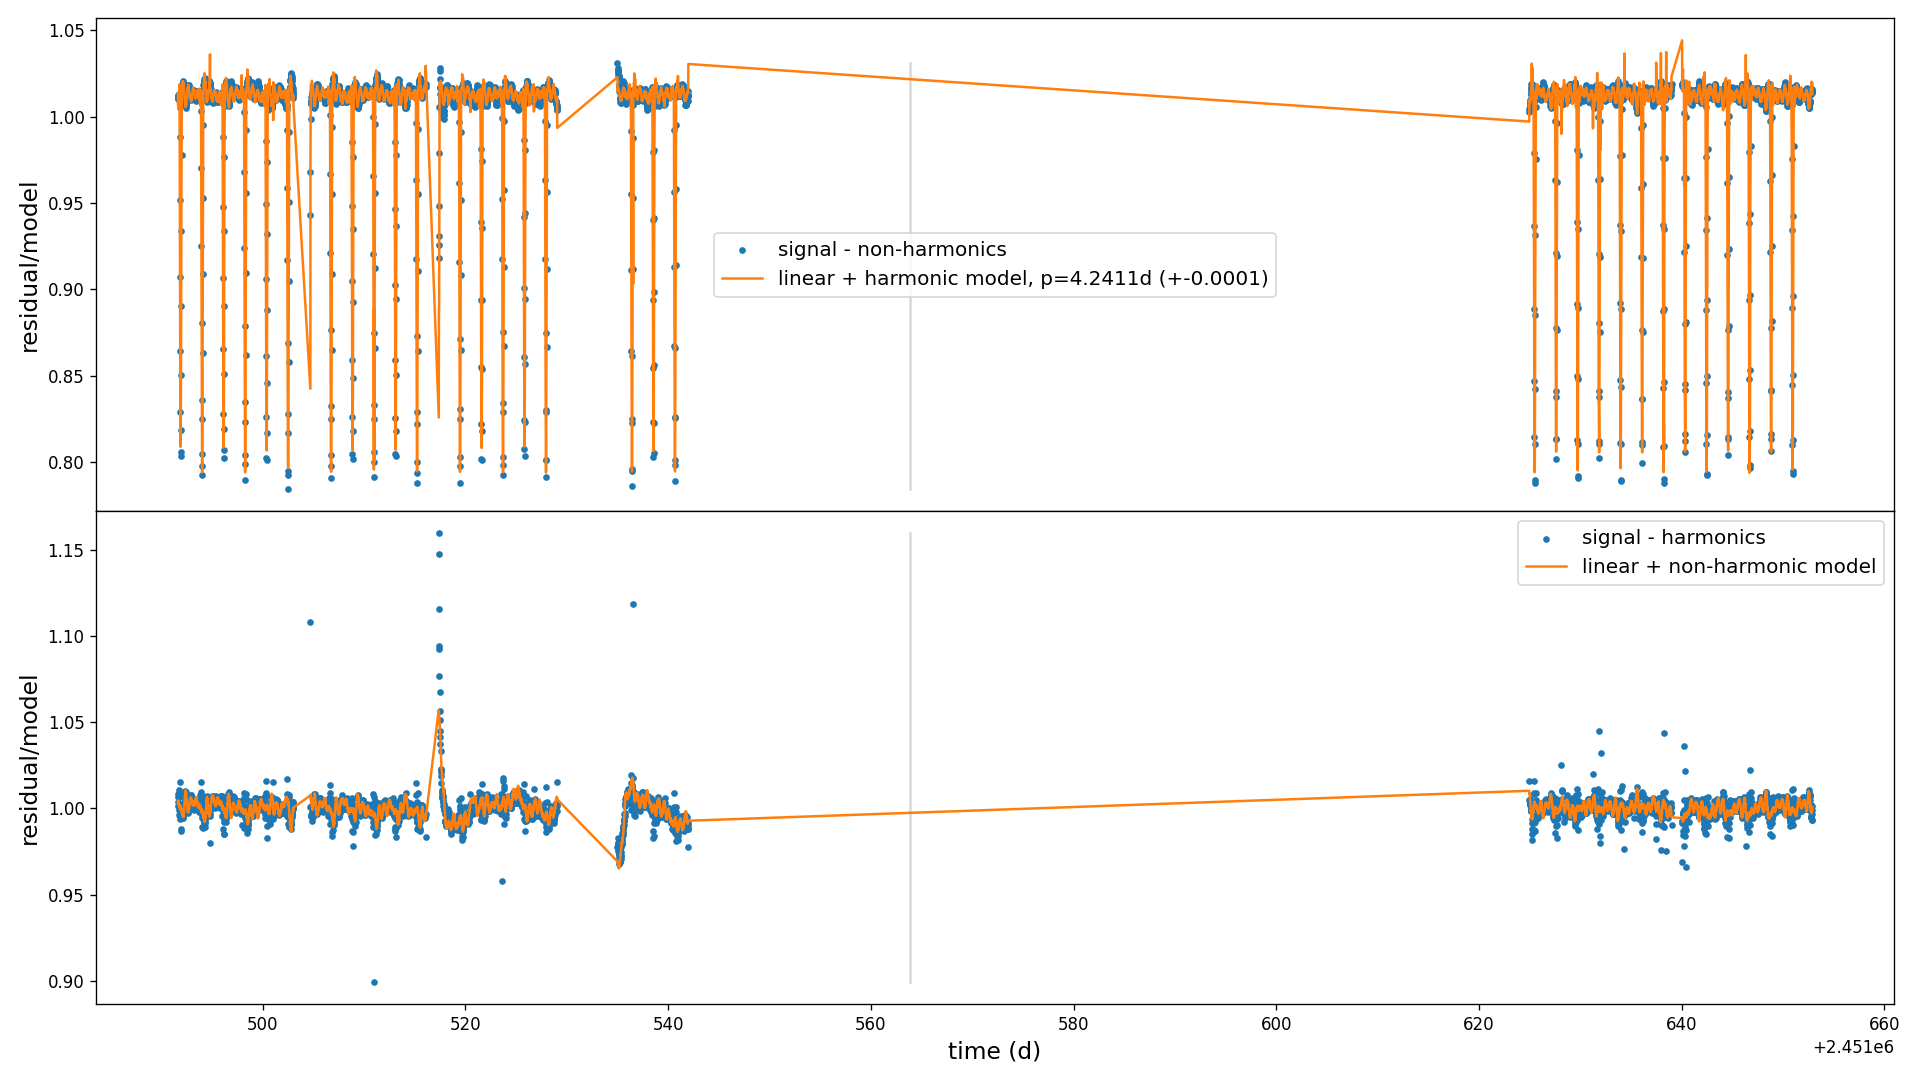 1.05
1.00
0.95
0.90
0.85
0.80
residual/model
signal - non-harmonics
linear + harmonic model, p=4.2411d (+-0.0001)
1.15
1.10
1.05
1.00
0.95
0.90
residual/model
signal - harmonics
linear + non-harmonic model
500 520 540 560 580 600 620 640 660
time (d)
+2.451e6